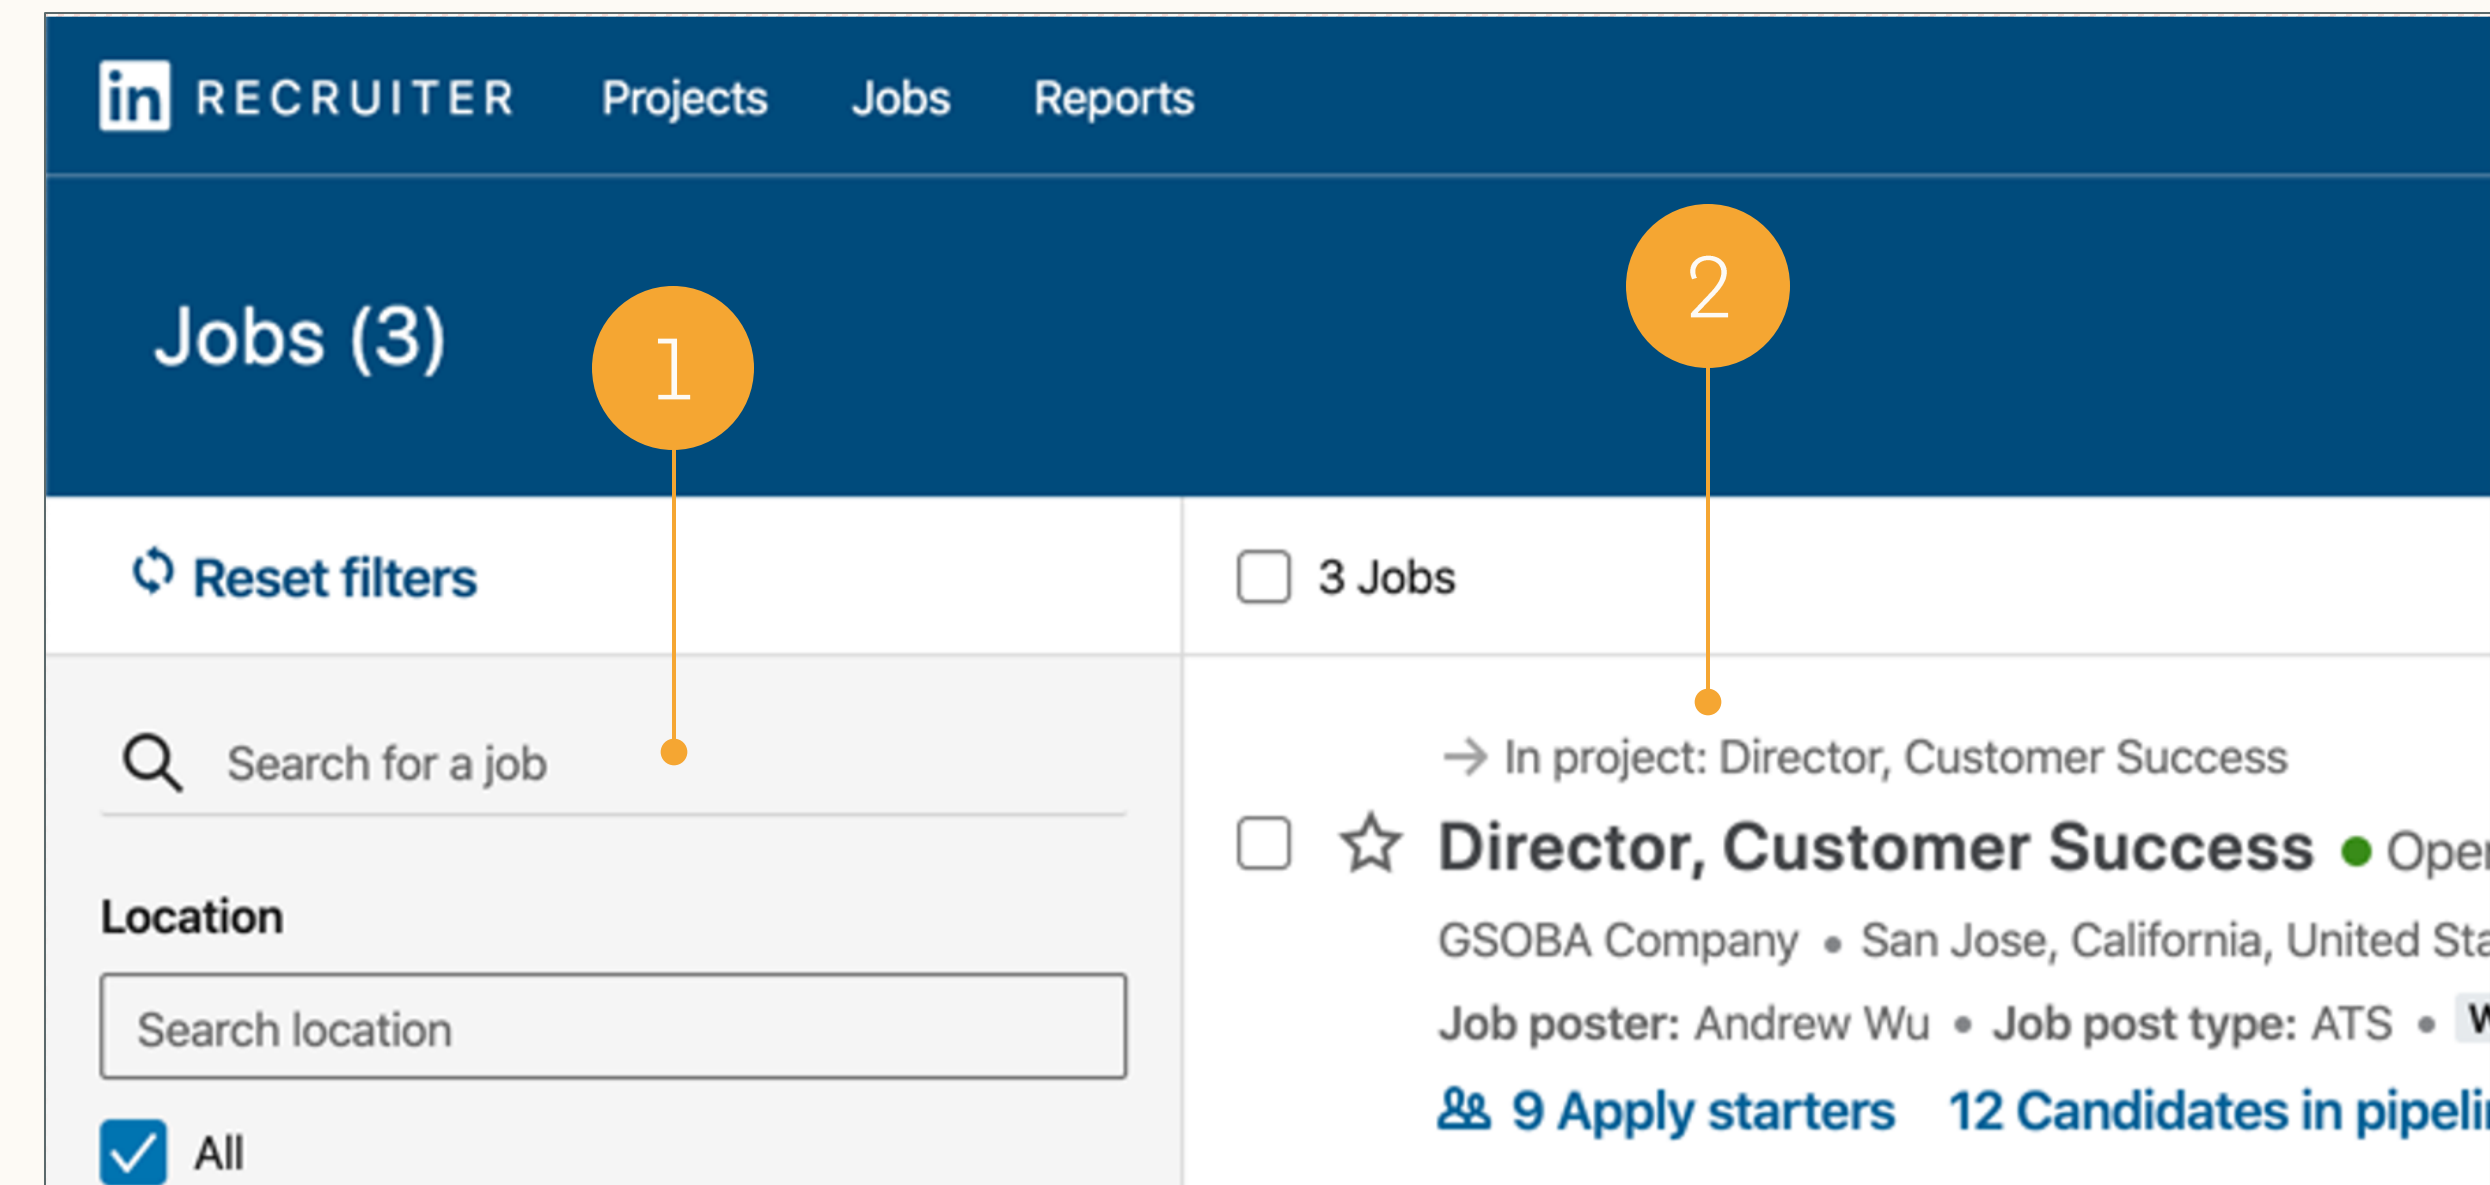 in RECRUITER Projects Jobs Reports
Jobs (3)
1
2
Reset filters
3 Jobs
Search for a job
→ In project: Director, Customer Success
Director, Customer Success
Location
GSOBA Company • San Jose, California, United
Search location
Job poster: Andrew Wu • Job post type: ATS •
9 Apply starters 12 Candidates in
All